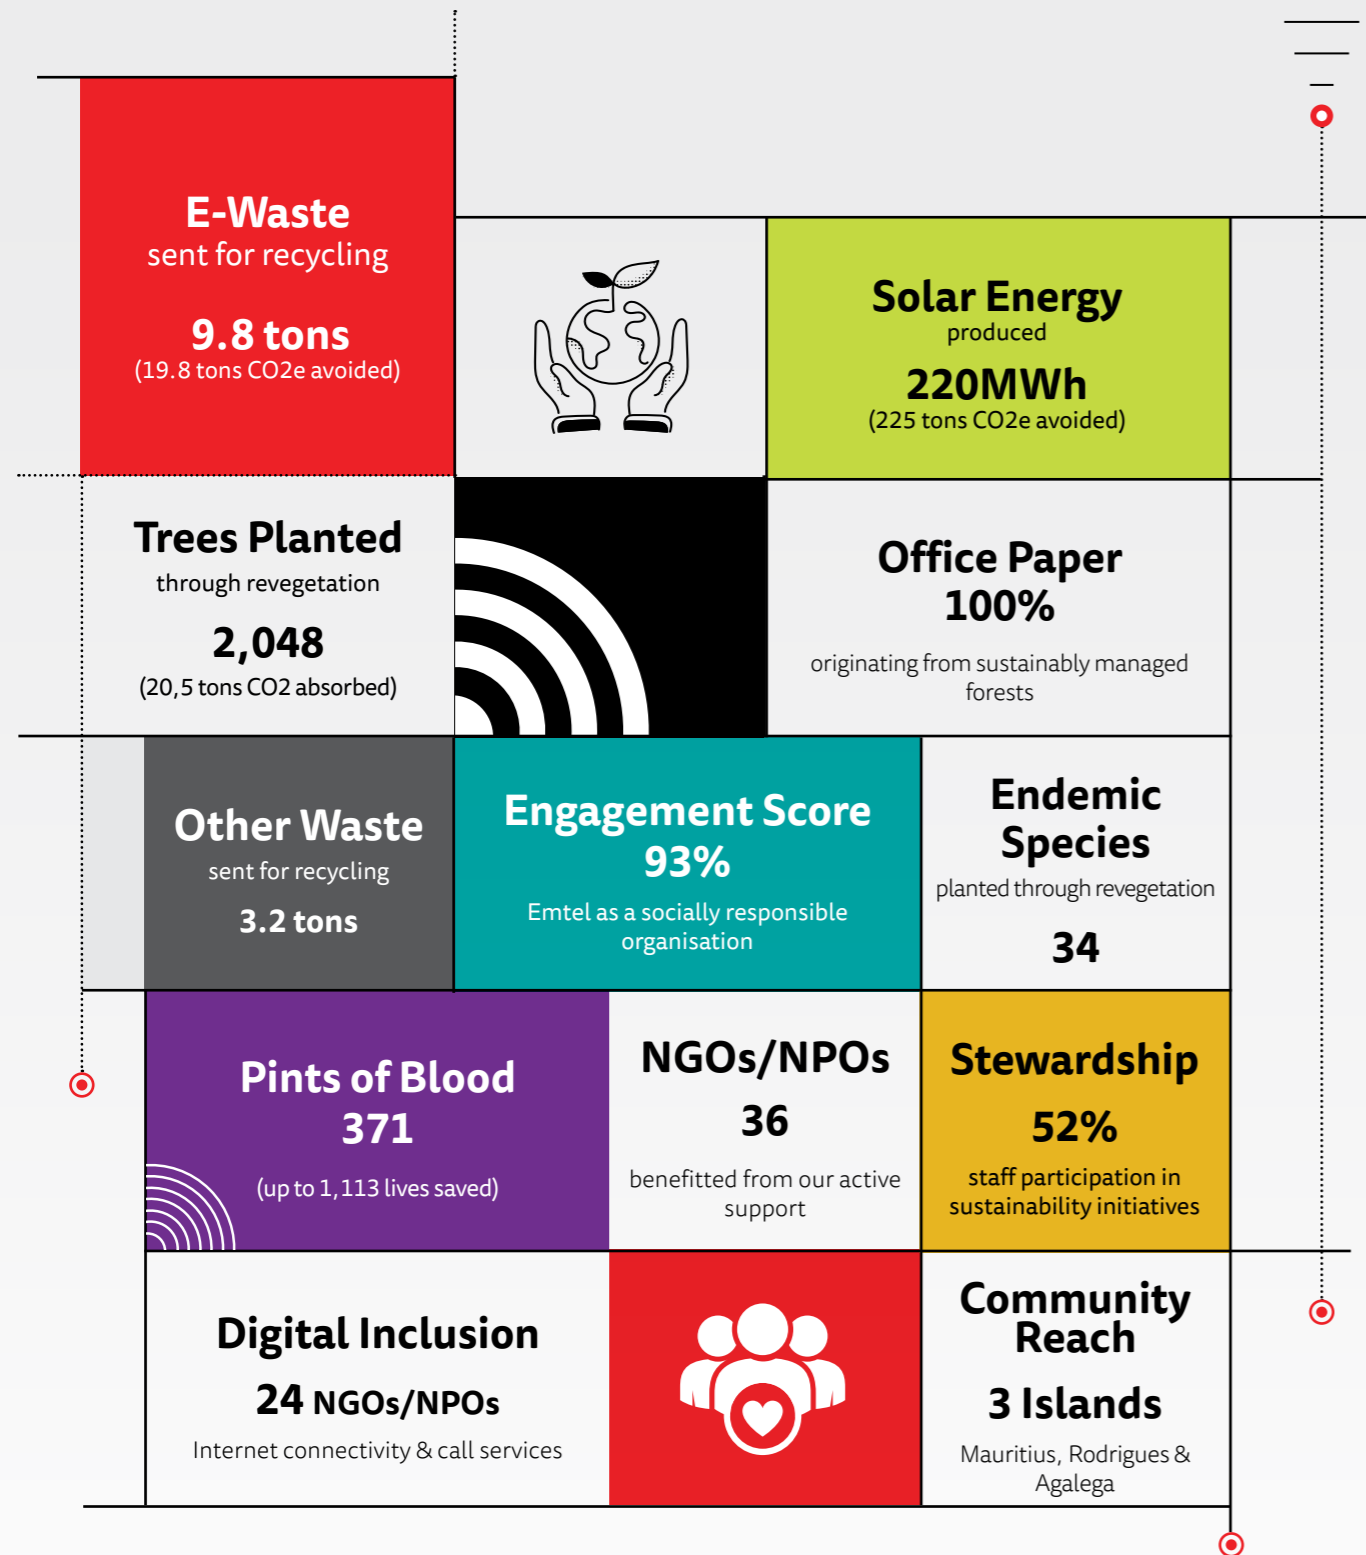 E-Waste
sent for recycling
9.8 tons
(19.8 tons CO2e avoided)
Solar Energy
produced
220MWh
(225 tons CO2e avoided)
Trees Planted
through revegetation
2,048
(20,5 tons CO2 absorbed)
Office Paper
100%
originating from sustainably managed
forests
Other Waste
sent for recycling
3.2 tons
Engagement Score
93%
Emtel as a socially responsible
organisation
Endemic
Species
planted through revegetation
34
Pints of Blood
371
(up to 1,113 lives saved)
NGOs/NPOs
36
benefitted from our active
support
Stewardship
52%
staff participation in
sustainability initiatives
Digital Inclusion
24 NGOs/NPOs
Internet connectivity & call services
Community
Reach
3 Islands
Mauritius, Rodrigues &
Agalega